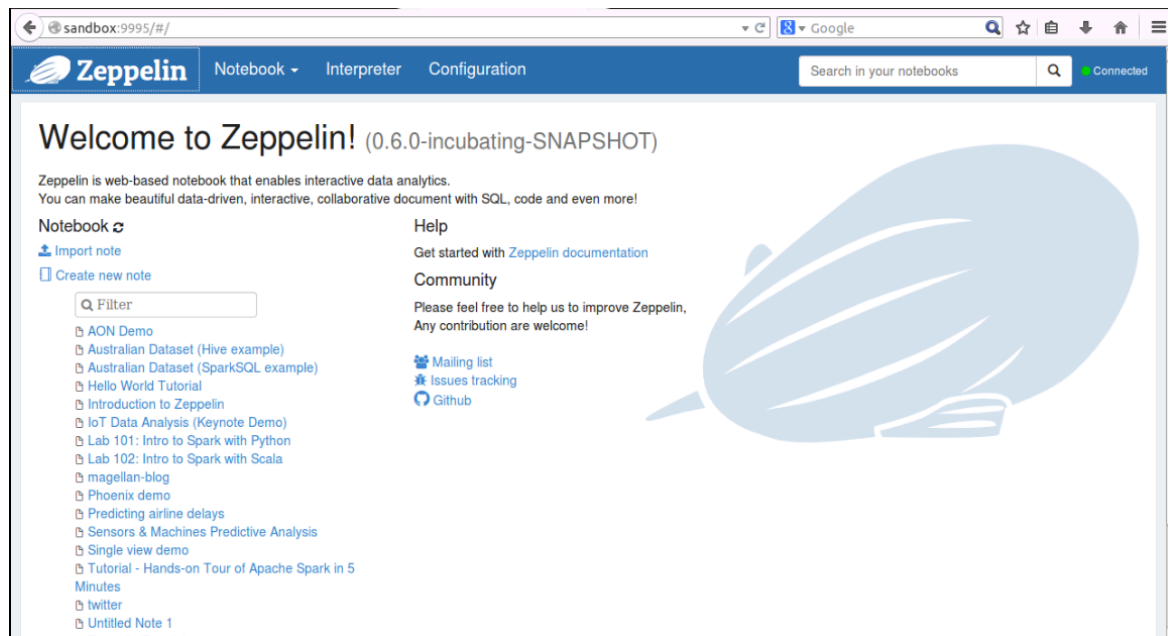 sandbox:9995/#/
Google
Zeppelin Notebook Interpreter Configuration Search in your notebooks Connected
Welcome to Zeppelin! (0.6.0-incubating-SNAPSHOT)
Zeppelin is web-based notebook that enables interactive data analytics.
You can make beautiful data-driven, interactive, collaborative document with SQL, code and even more!
Notebook
Import note
Create new note
Filter
AON Demo
Australian Dataset (Hive example)
Australian Dataset (SparkSQL example)
Hello World Tutorial
Introduction to Zeppelin
IoT Data Analysis (Keynote Demo)
Lab 101: Intro to Spark with Python
Lab 102: Intro to Spark with Scala
magellan-blog
Phoenix demo
Predicting airline delays
Sensors & Machines Predictive Analysis
Single view demo
Tutorial - Hands-on Tour of Apache Spark in 5
Minutes
twitter
Untitled Note 1
Help
Get started with Zeppelin documentation
Community
Please feel free to help us to improve Zeppelin,
Any contribution are welcome!
Mailing list
Issues tracking
Github